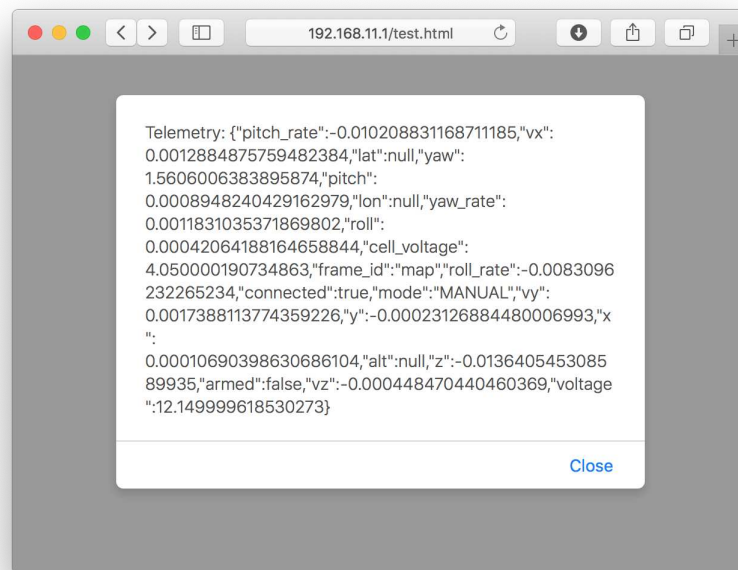 192.168.11.1/test.html
Telemetry: {"pitch_rate":-0.010208831168711185,"vx":
0.0012884875759482384,"lat":null,"yaw":
1.5606006383895874,"pitch":
0.0008948240429162979,"lon":null,"yaw_rate":
0.0011831035371869802,"roll":
0.00042064188164658844,"cell_voltage":
4.050000190734863,"frame_id":"map","roll_rate":-0.0083096
232265234,"connected":true,"mode":"MANUAL","vy":
0.0017388113774359226,"y":-0.00023126884480006993,"x
":
0.00010690398630686104,"alt":null,"z":-0.0136405453085
89935,"armed":false,"vz":-0.000448470440460369,"voltage
":12.149999618530273}
Close